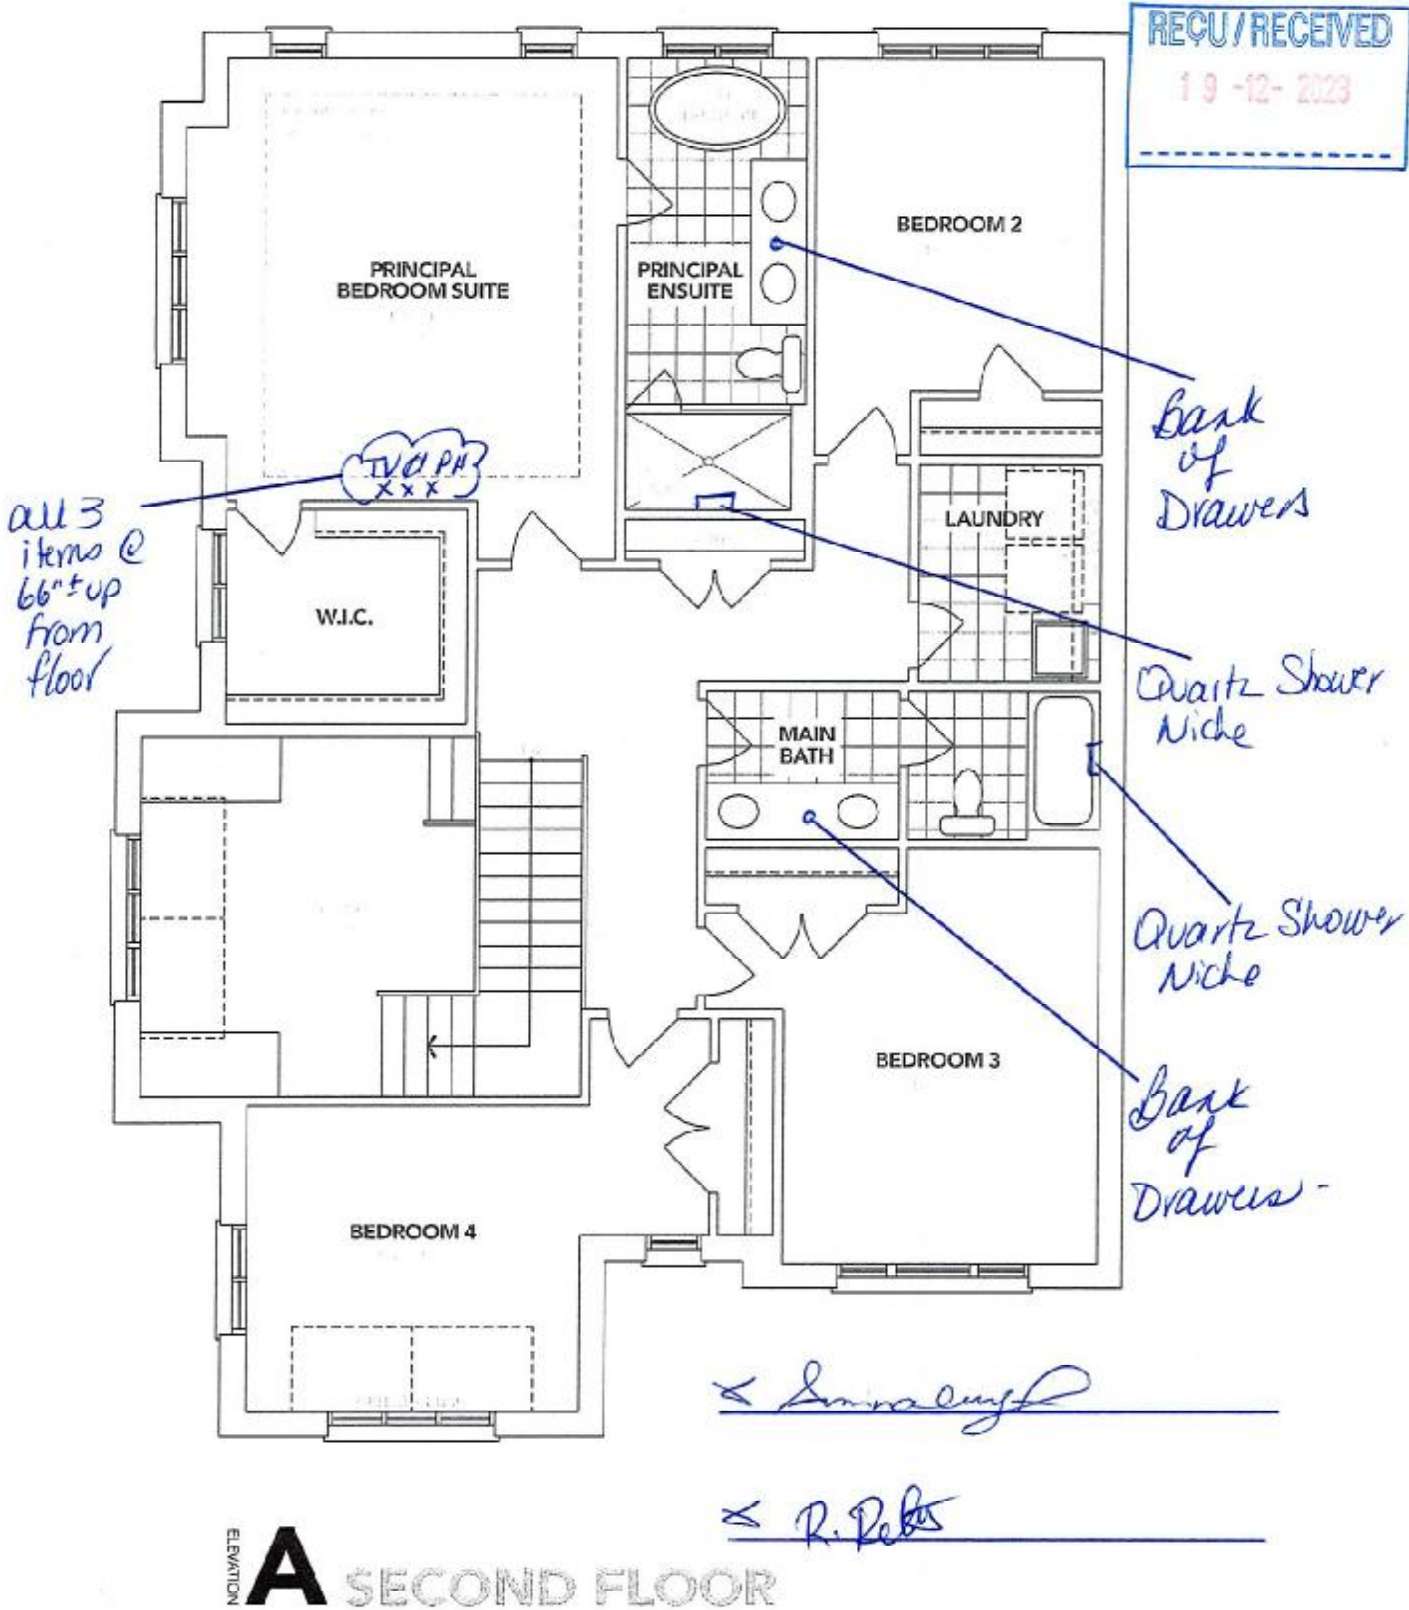 REÇU / RECEIVED
19 -12- 2023
BEDROOM 2
PRINCIPAL
BEDROOM SUITE
PRINCIPAL
ENSUITE
Bank
of
Drawers
TV PH
x x x
all 3
items @
66"± up
from
floor
LAUNDRY
W.I.C.
Quartz Shower
Niche
MAIN
BATH
Quartz Shower
Niche
BEDROOM 3
Bank
of
Drawers -
BEDROOM 4
x
x R.
ELEVATION
A SECOND FLOOR